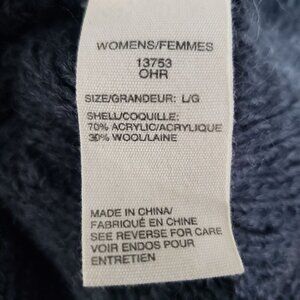 WOMENS/FEMMES
13753
OHR
SIZE/GRANDEUR: L/G
SHELL/COQUILLE:
70% ACRYLIC/ACRYLIQUE
30% WOOL/LAINE
MADE IN CHINA/
FABRIQUÉ EN CHINE
SEE REVERSE FOR CARE
VOIR ENDOS POUR
ENTRETIEN